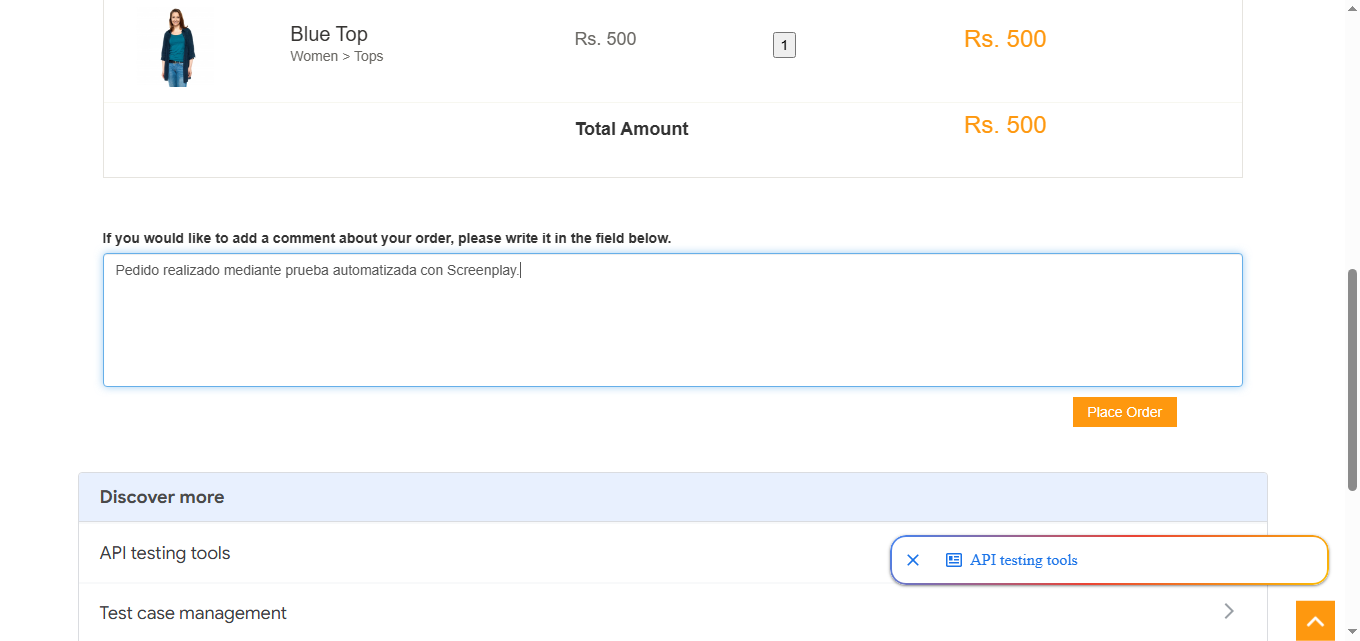 Blue Top
Women > Tops
Rs. 500
1
Rs. 500
Total Amount
Rs. 500
If you would like to add a comment about your order, please write it in the field below.
Pedido realizado mediante prueba automatizada con Screenplay.
Place Order
Discover more
API testing tools
API testing tools
Test case management